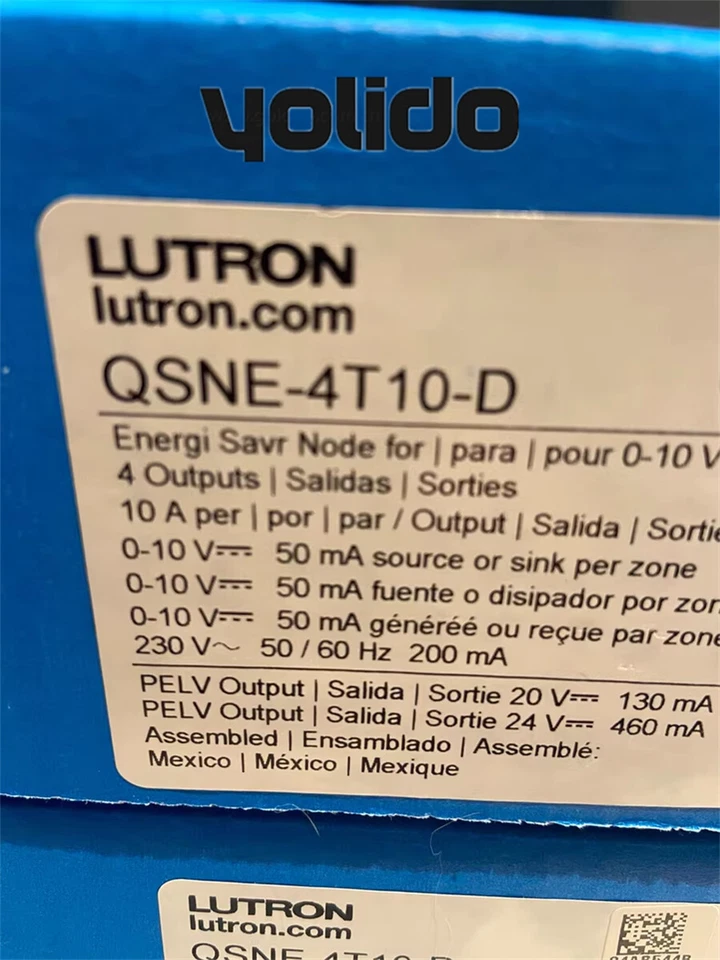 yolido
LUTRON
lutron.com
QSNE-4T10-D
Energi Savr Node for | para | pour 0-10 V
4 Outputs | Salidas | Sorties
10 A per | por | par / Output | Salida | Sortie
0-10 V⎓ 50 mA source or sink per zone
0-10 V⎓ 50 mA fuente o disipador por zon
0-10 V⎓ 50 mA généréé ou reçue par zone
230 V~ 50 / 60 Hz 200 mA
PELV Output | Salida | Sortie 20 V⎓ 130 mA
PELV Output | Salida | Sortie 24 V⎓ 460 mA
Assembled | Ensamblado | Assemblé:
Mexico | México | Mexique
LUTRON
lutron.com
QSNE-4T10-D